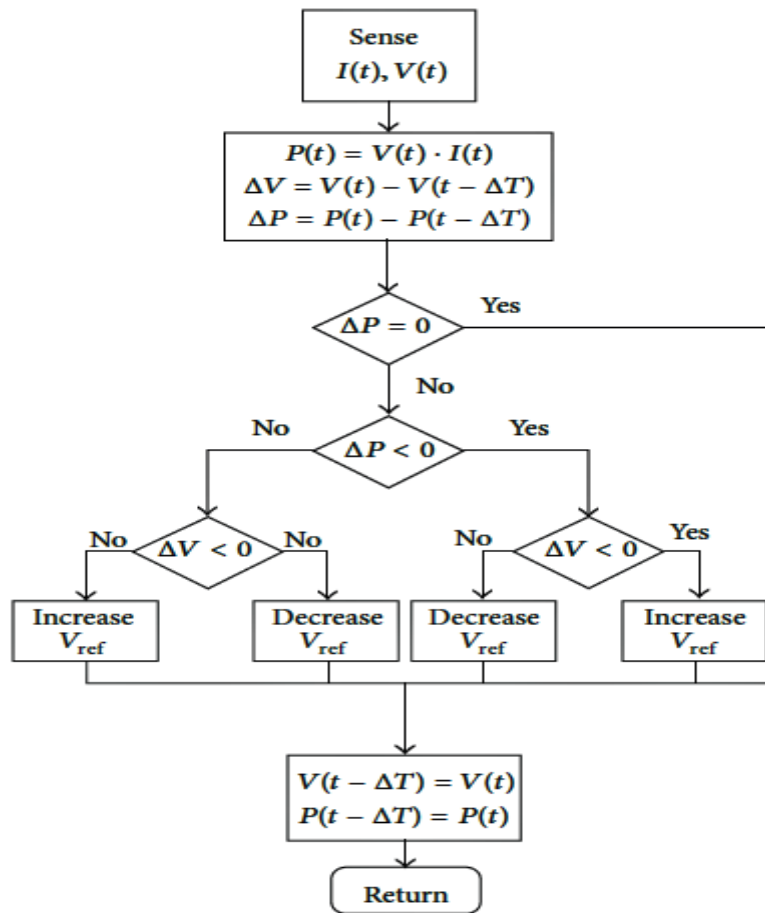 Sense
I(t), V(t)
P(t) = V(t) · I(t)
ΔV = V(t) − V(t − ΔT)
ΔP = P(t) − P(t − ΔT)
ΔP = 0
Yes
No
No
ΔP < 0
Yes
No
ΔV < 0
No
No
ΔV < 0
Yes
Increase
V_ref
Decrease
V_ref
Decrease
V_ref
Increase
V_ref
V(t − ΔT) = V(t)
P(t − ΔT) = P(t)
Return